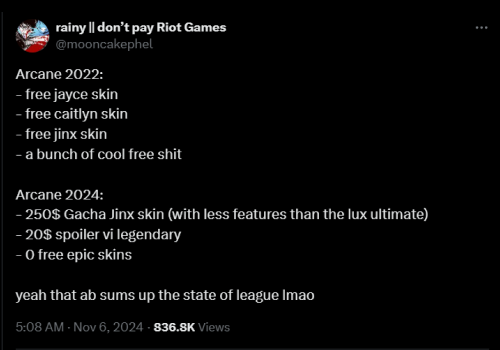 rainy || don't pay Riot Games
@mooncakephel
Arcane 2022:
- free jayce skin
- free caitlyn skin
- free jinx skin
- a bunch of cool free shit
Arcane 2024:
- 250$ Gacha Jinx skin (with less features than the lux ultimate)
- 20$ spoiler vi legendary
- 0 free epic skins
yeah that ab sums up the state of league lmao
5:08 AM · Nov 6, 2024 · 836.8K Views